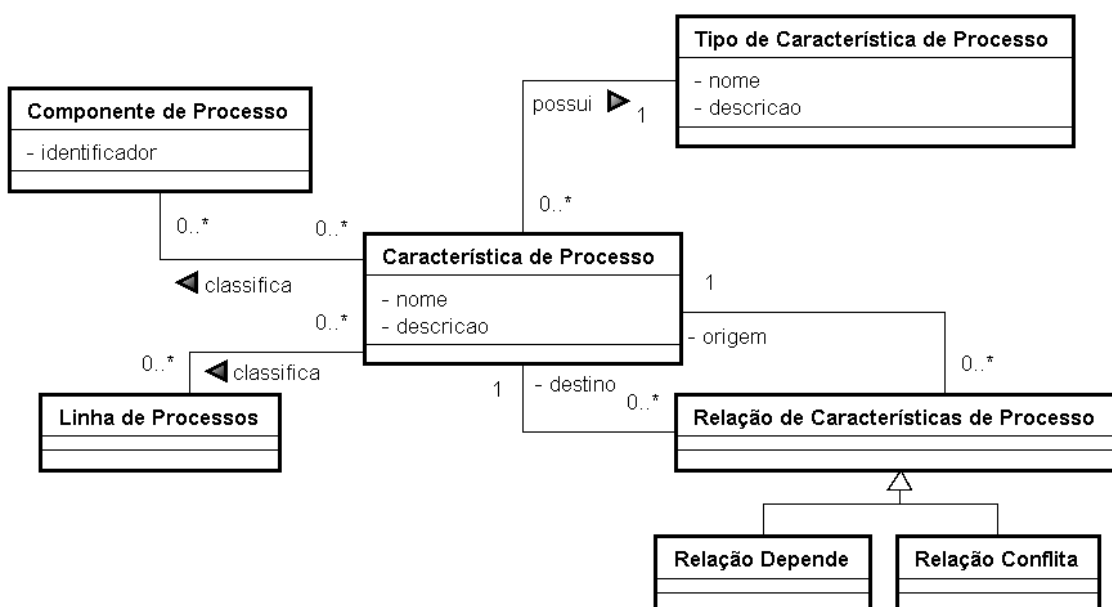 Tipo de Característica de Processo
- nome
- descricao
possui
1
Componente de Processo
- identificador
0..*
0..*
0..*
classifica
Característica de Processo
- nome
- descricao
1
0..*
- origem
0..*
classifica
0..*
1
- destino
0..*
Linha de Processos
Relação de Características de Processo
Relação Depende
Relação Conflita